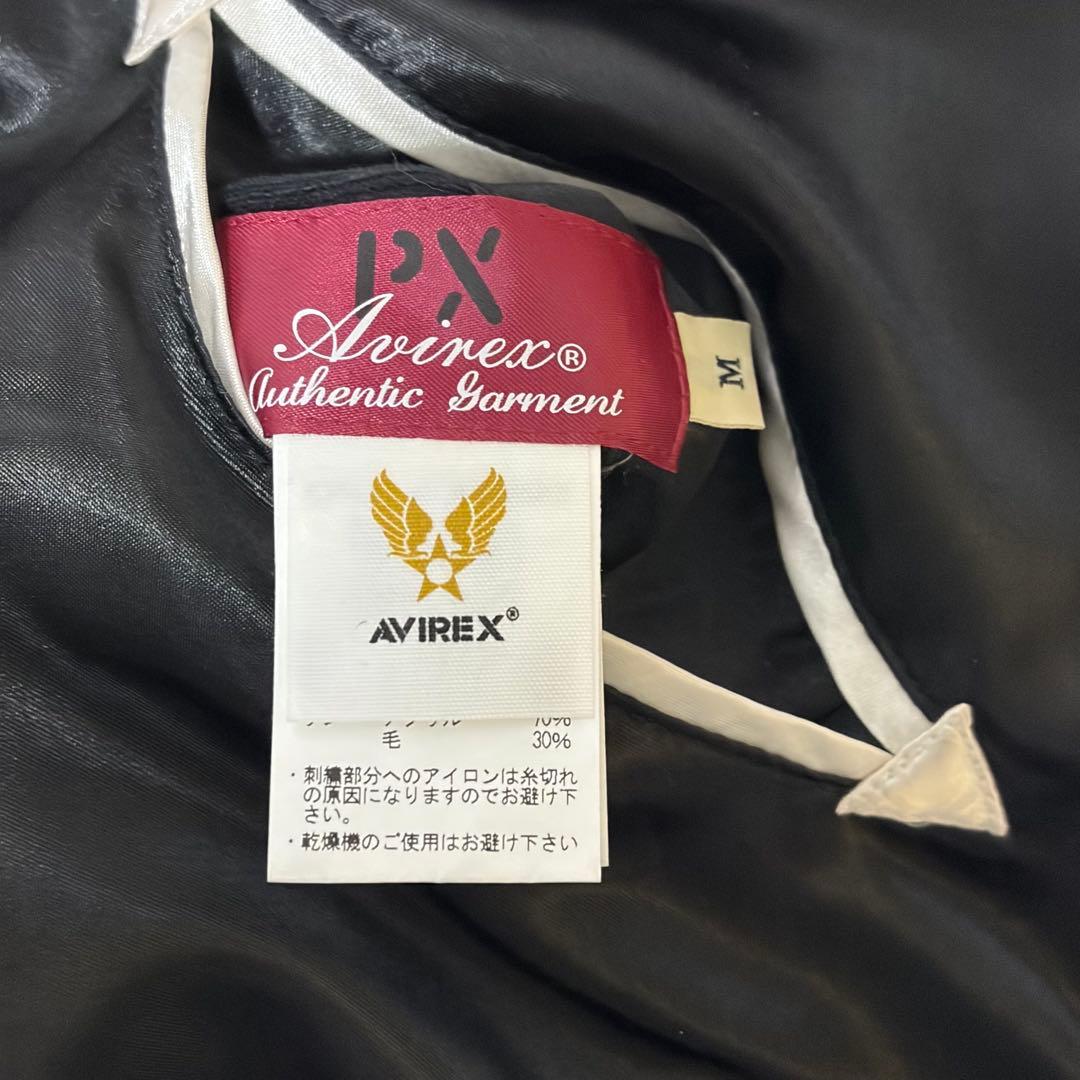 PX
Avirex®
Authentic Garment
M
AVIREX®
70%
毛 30%
・刺繍部分へのアイロンは糸切れ
の原因になりますのでお避け下
さい。
・乾燥機のご使用はお避け下さい